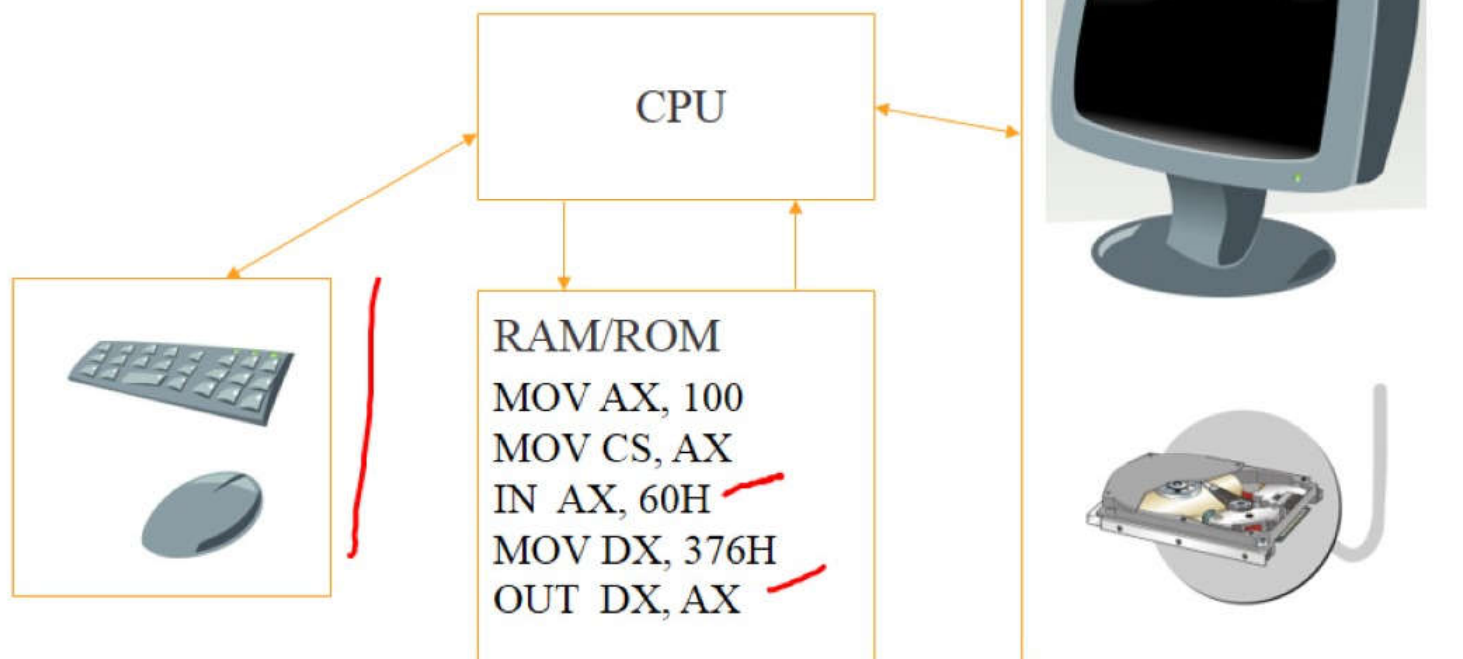 CPU
RAM/ROM
MOV AX, 100
MOV CS, AX
IN AX, 60H
MOV DX, 376H
OUT DX, AX